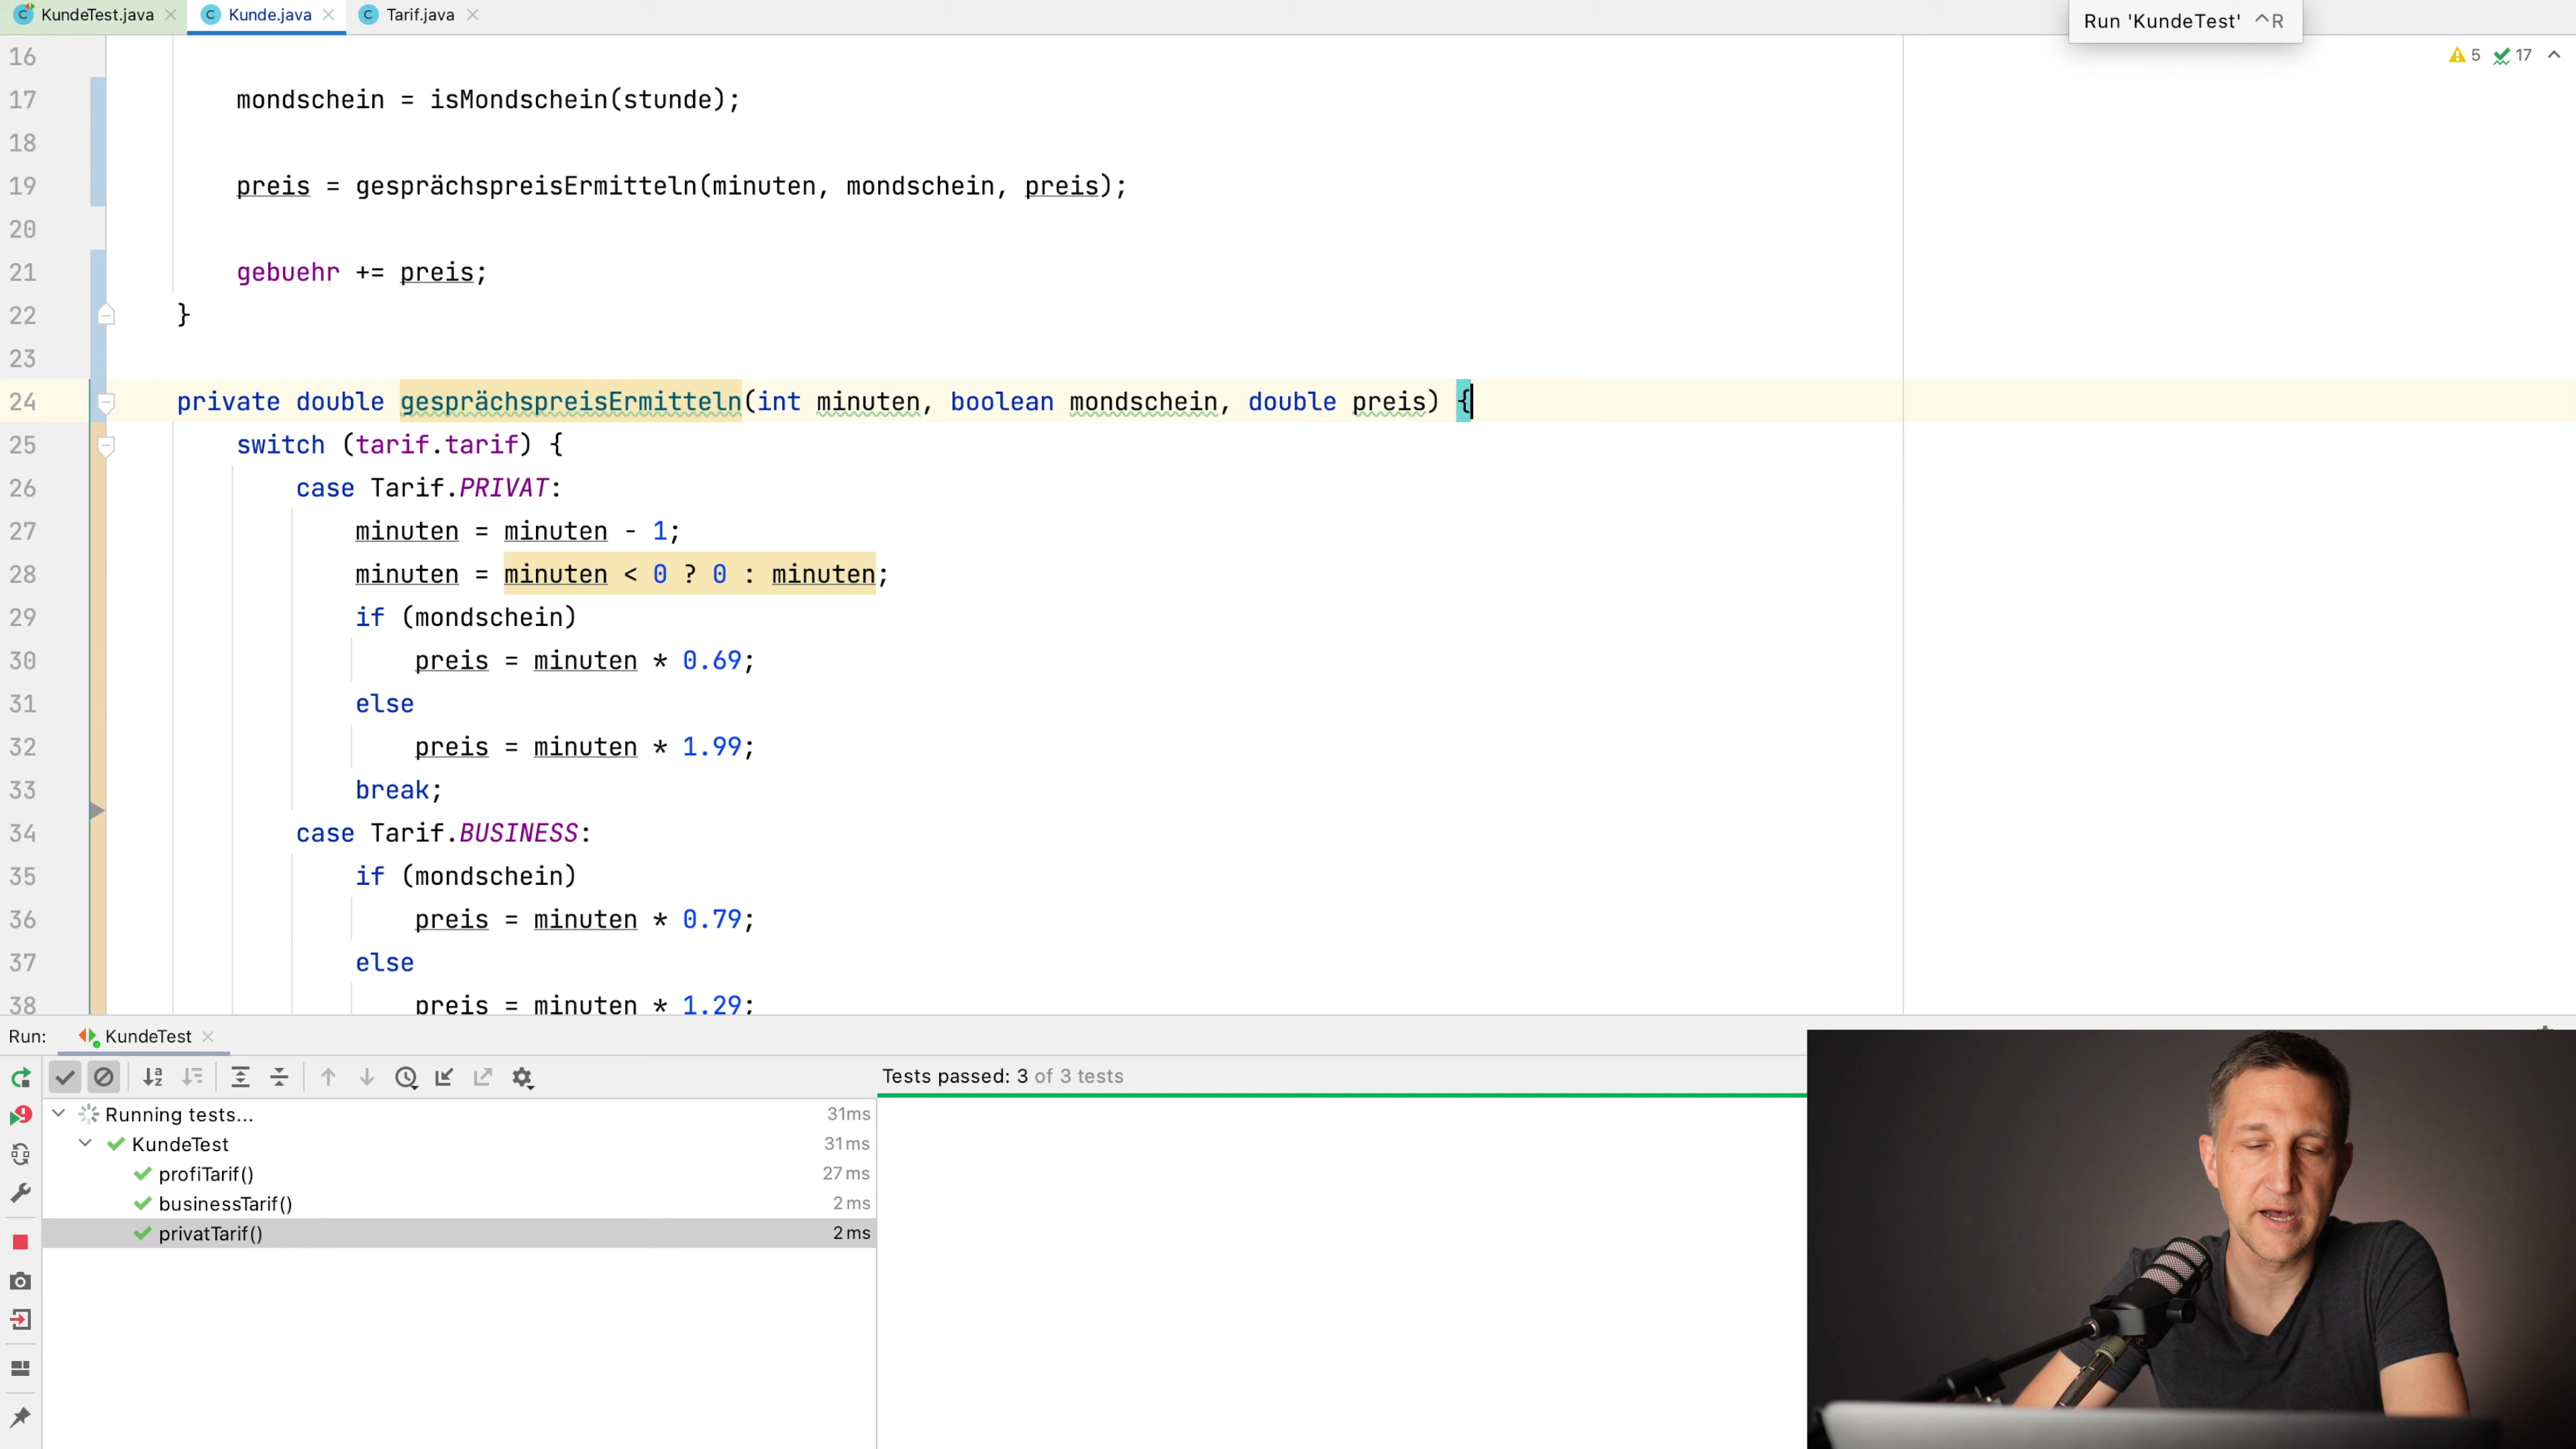 KundeTest.java
Kunde.java
Tarif.java
Run 'KundeTest' ^R
5 17
16
17 mondschein = isMondschein(stunde);
18
19 preis = gesprächspreisErmitteln(minuten, mondschein, preis);
20
21 gebuehr += preis;
22 }
23
24 private double gesprächspreisErmitteln(int minuten, boolean mondschein, double preis) {
25 switch (tarif.tarif) {
26 case Tarif.PRIVAT:
27 minuten = minuten - 1;
28 minuten = minuten < 0 ? 0 : minuten;
29 if (mondschein)
30 preis = minuten * 0.69;
31 else
32 preis = minuten * 1.99;
33 break;
34 case Tarif.BUSINESS:
35 if (mondschein)
36 preis = minuten * 0.79;
37 else
38 preis = minuten * 1.29;
Run: KundeTest
Tests passed: 3 of 3 tests
Running tests... 31ms
KundeTest 31ms
profiTarif() 27ms
businessTarif() 2ms
privatTarif() 2ms